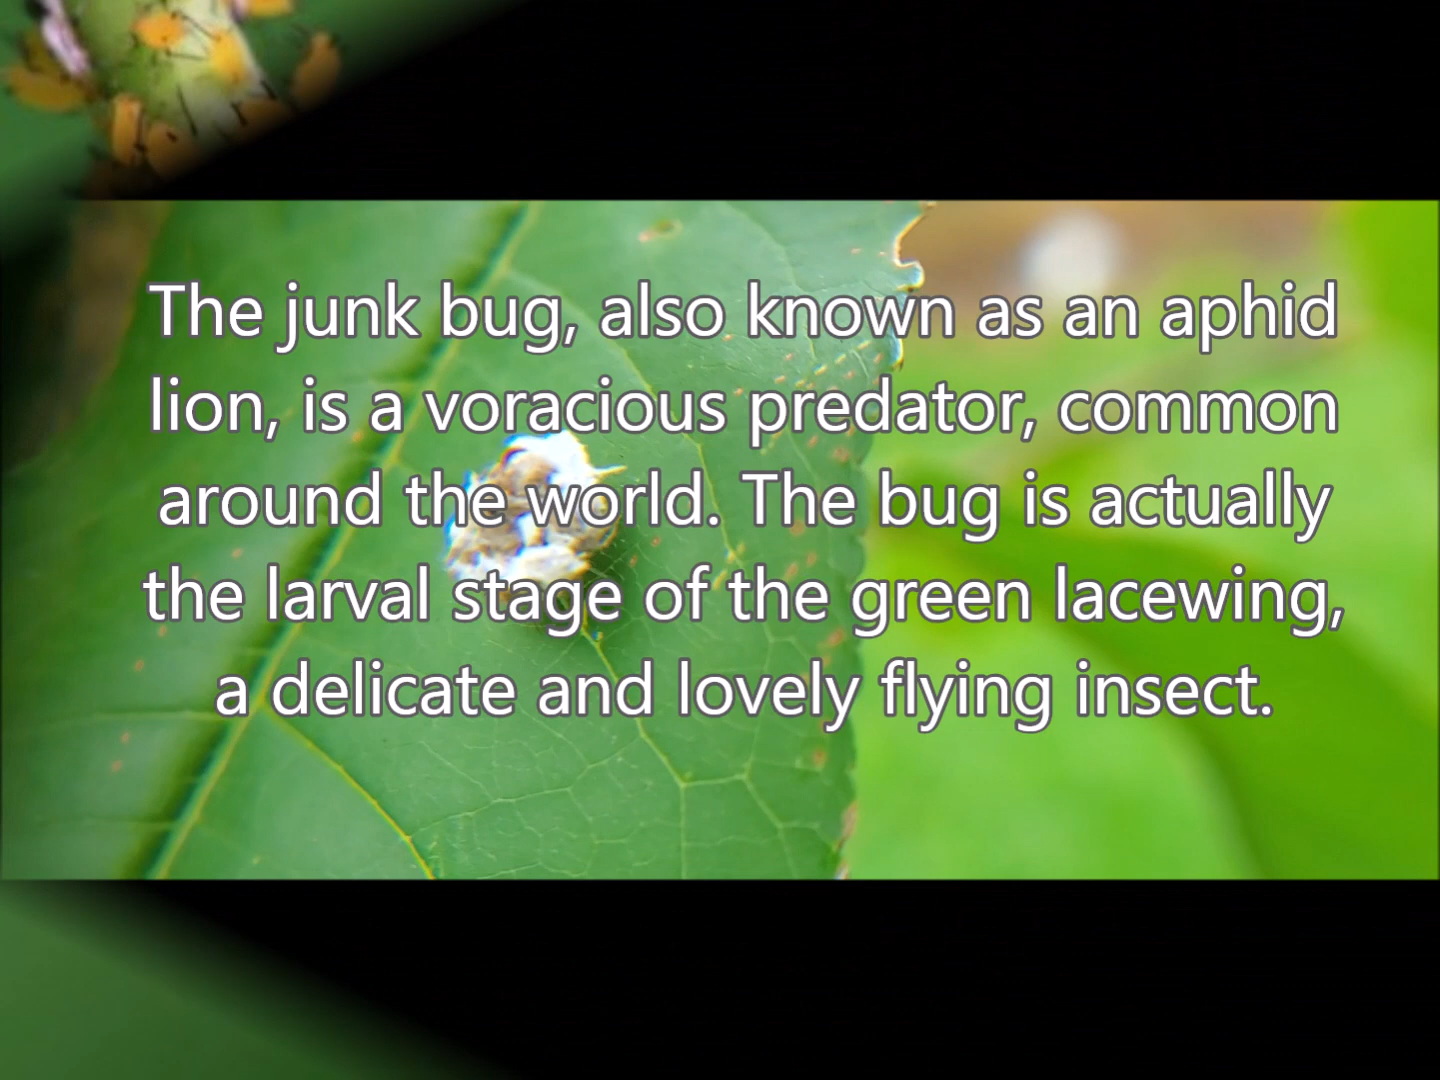 The junk bug, also known as an aphid
lion, is a voracious predator, common
around the world. The bug is actually
the larval stage of the green lacewing,
a delicate and lovely flying insect.